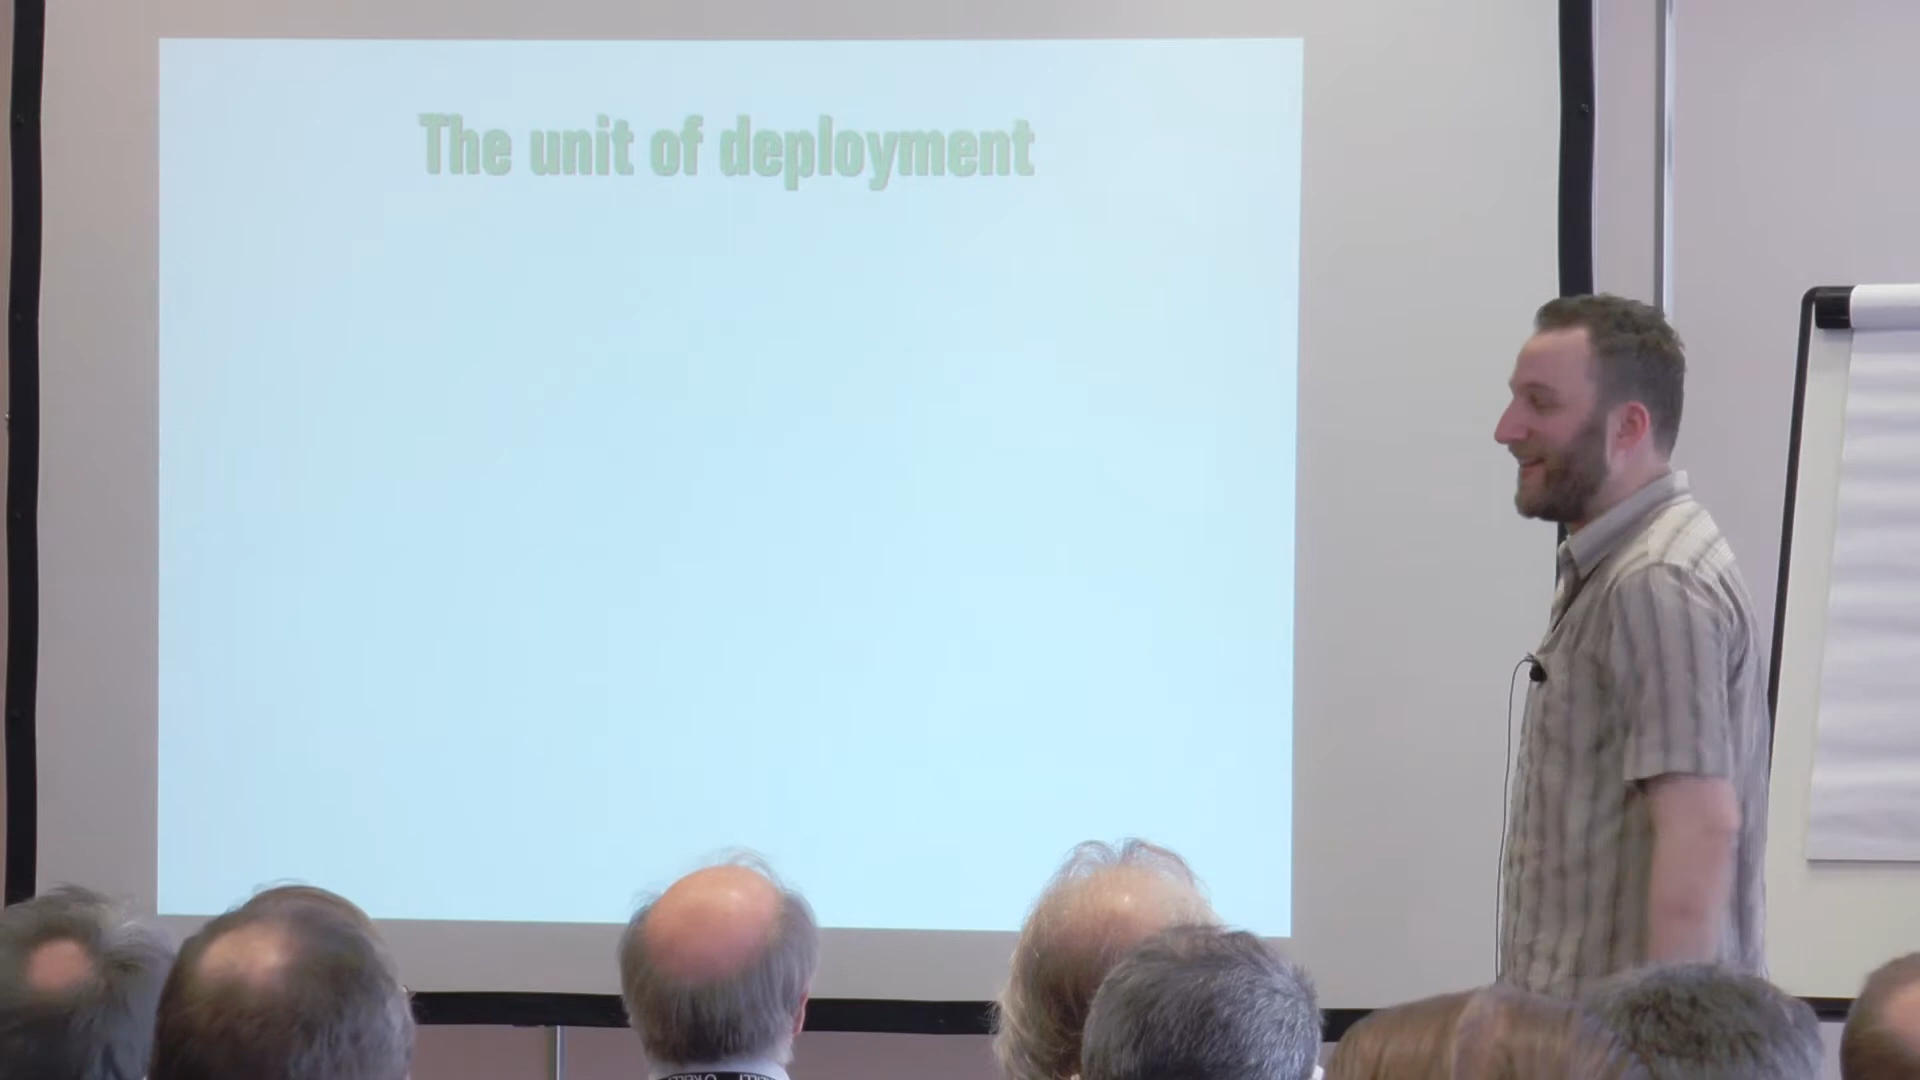 The unit of deployment